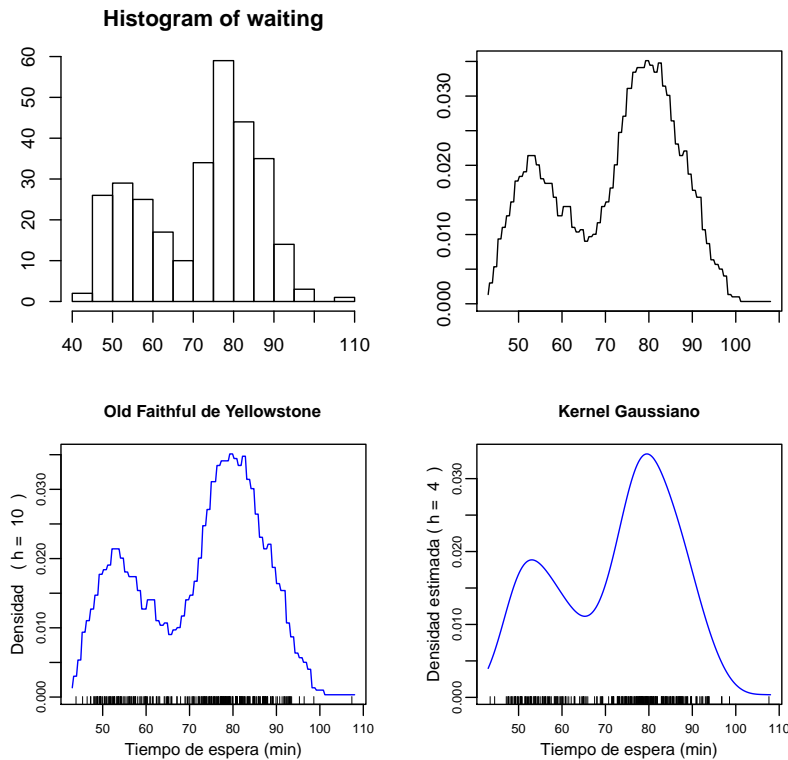 Histogram of waiting
60
50
40
30
20
10
0
40 50 60 70 80 90 110
0.030
0.020
0.010
0.000
50 60 70 80 90 100
Old Faithful de Yellowstone
Densidad ( h = 10 )
0.030
0.020
0.010
0.000
50 60 70 80 90 100 110
Tiempo de espera (min)
Kernel Gaussiano
Densidad estimada ( h = 4 )
0.030
0.020
0.010
0.000
50 60 70 80 90 100 110
Tiempo de espera (min)